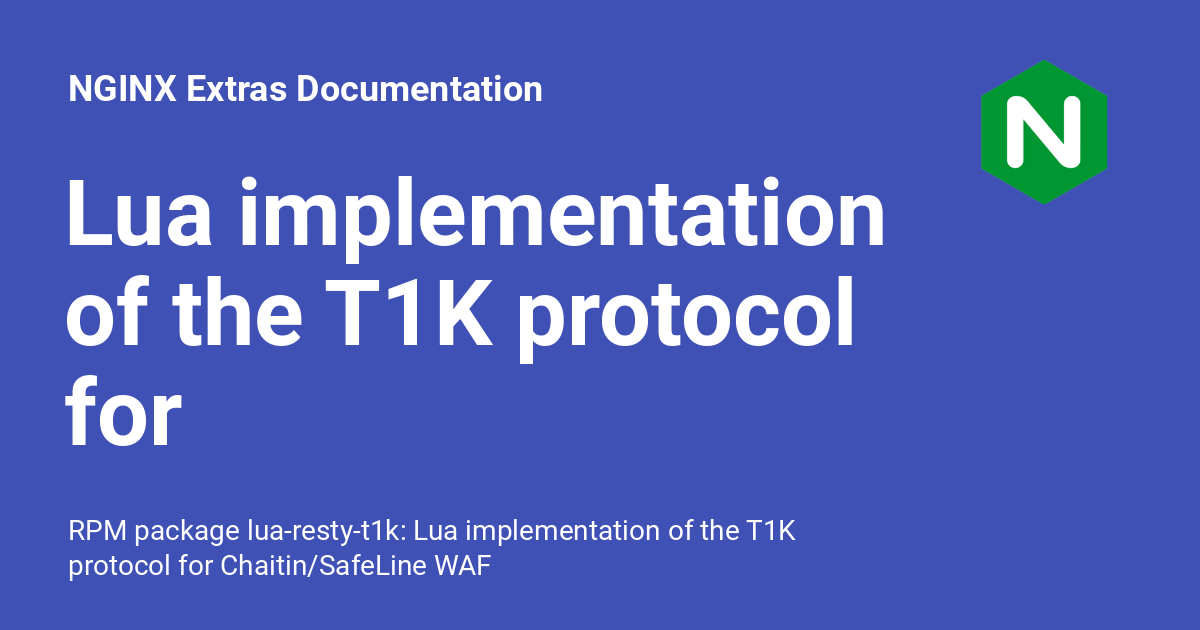 NGINX Extras Documentation
N
Lua implementation
of the T1K protocol
for
RPM package lua-resty-t1k: Lua implementation of the T1K
protocol for Chaitin/SafeLine WAF